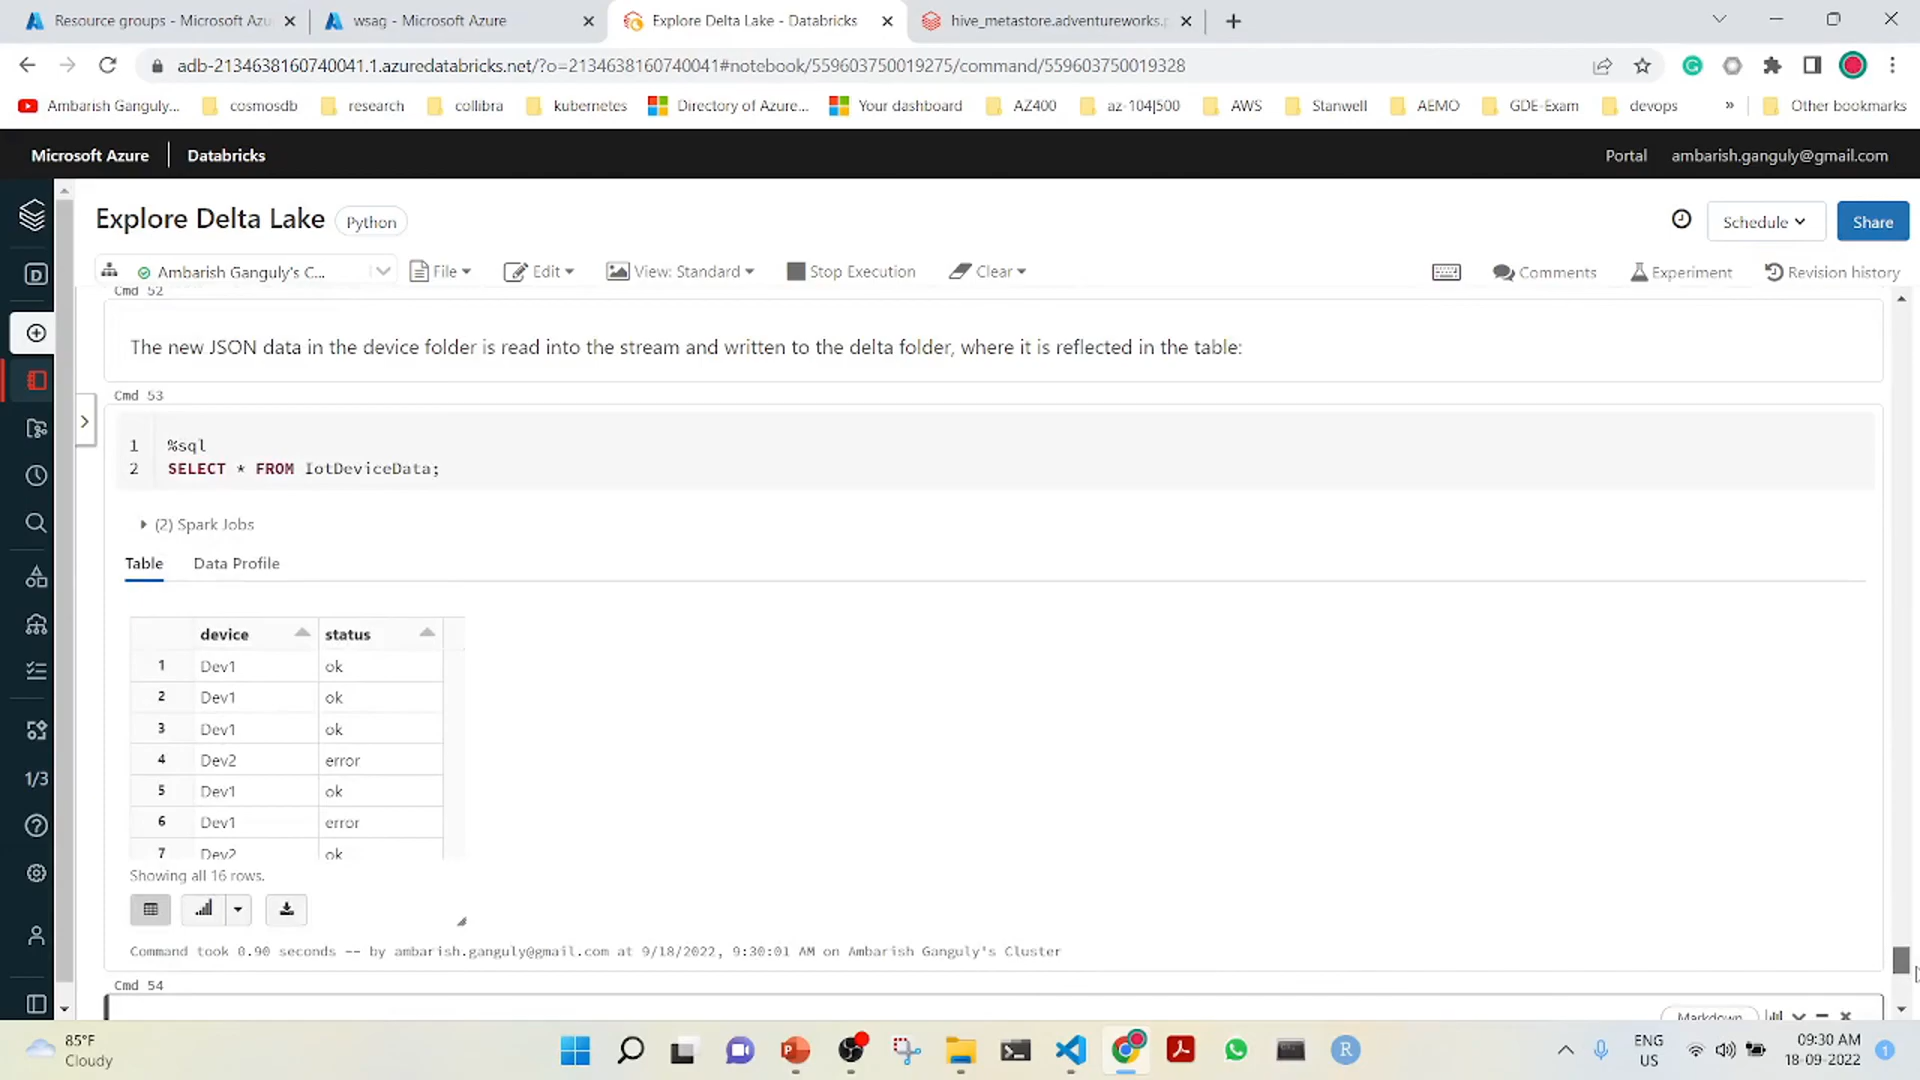 Resource groups - Microsoft Azu
wsag - Microsoft Azure
Explore Delta Lake - Databricks
hive_metastore.adventureworks.p
adb-2134638160740041.1.azuredatabricks.net/?o=2134638160740041#notebook/559603750019275/command/559603750019328
Ambarish Ganguly...
cosmosdb
research
collibra
kubernetes
Directory of Azure...
Your dashboard
AZ400
az-104|500
AWS
Stanwell
AEMO
GDE-Exam
devops
»
Other bookmarks
Microsoft Azure
Databricks
Portal
ambarish.ganguly@gmail.com
Explore Delta Lake
Python
Schedule
Share
Ambarish Ganguly's C...
File
Edit
View: Standard
Stop Execution
Clear
Comments
Experiment
Revision history
Cmd 52
The new JSON data in the device folder is read into the stream and written to the delta folder, where it is reflected in the table:
Cmd 53
1 %sql
2 SELECT * FROM IotDeviceData;
(2) Spark Jobs
Table
Data Profile
device status
1 Dev1 ok
2 Dev1 ok
3 Dev1 ok
4 Dev2 error
5 Dev1 ok
6 Dev1 error
7 Dev2 ok
Showing all 16 rows.
Command took 0.90 seconds -- by ambarish.ganguly@gmail.com at 9/18/2022, 9:30:01 AM on Ambarish Ganguly's Cluster
Cmd 54
Markdown
1/3
85°F
Cloudy
ENG
US
09:30 AM
18-09-2022
1